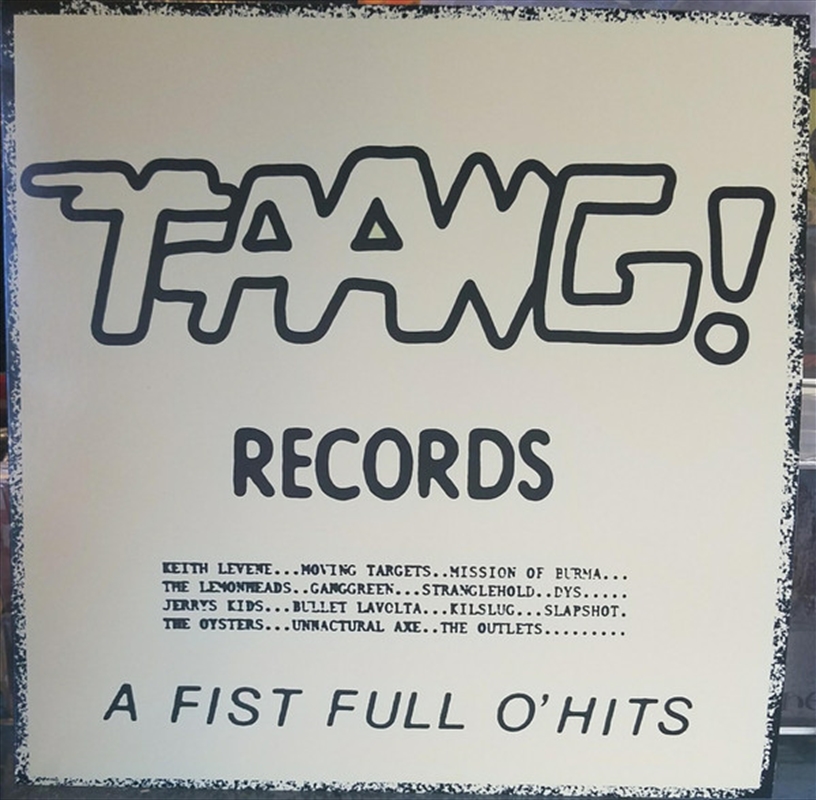 TAANG!
RECORDS
KEITH LEVENE...MOVING TARGETS..MISSION OF BURMA...
THE LEMONHEADS..GANGGREEN...STRANGLEHOLD..DYS.....
JERRYS KIDS...BULLET LAVOLTA...KILSLUG...SLAPSHOT.
THE OYSTERS...UNNACTURAL AXE..THE OUTLETS.........
A FIST FULL O'HITS